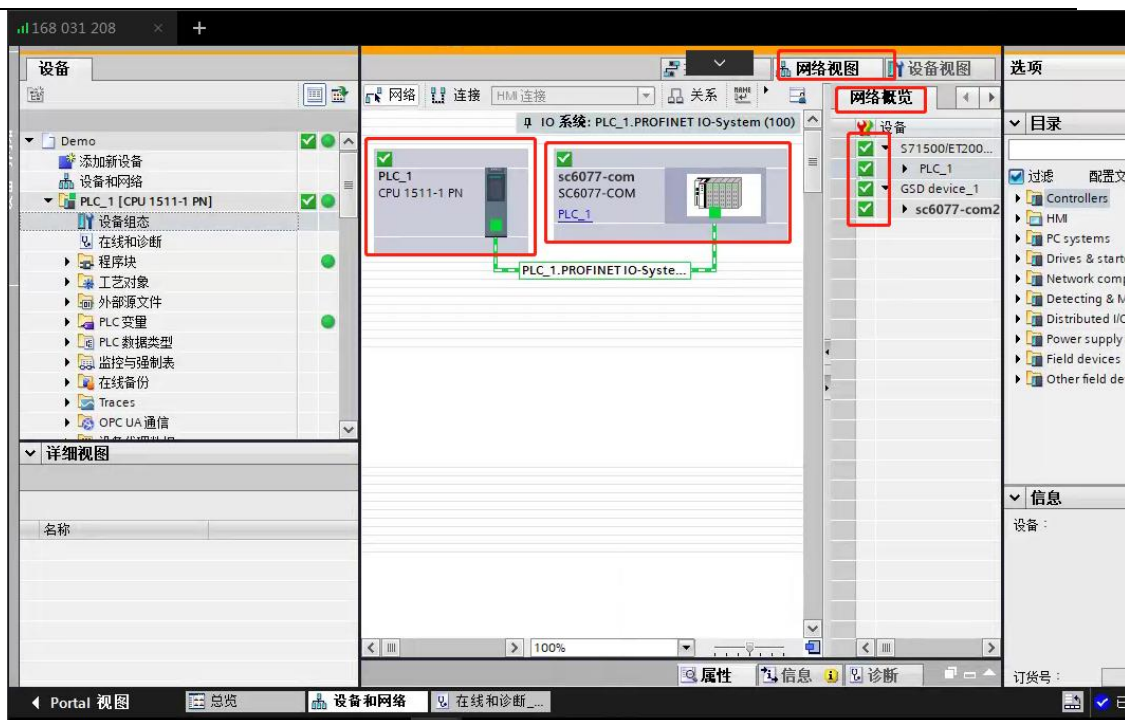 168 031 208 × +
设备
Demo
添加新设备
设备和网络
PLC_1 [CPU 1511-1 PN]
设备组态
在线和诊断
程序块
工艺对象
外部源文件
PLC 变量
PLC 数据类型
监控与强制表
在线备份
Traces
OPC UA 通信
详细视图
名称
网络视图
设备视图
网络
连接
HMI 连接
关系
IO 系统: PLC_1.PROFINET IO-System (100)
PLC_1
CPU 1511-1 PN
sc6077-com
SC6077-COM
PLC_1
PLC_1.PROFINET IO-Syste...
100%
网络概览
设备
S71500/ET200...
PLC_1
GSD device_1
sc6077-com2
属性
信息
诊断
选项
目录
过滤
Controllers
HMI
PC systems
Drives &
Network
Detecting &
Distributed I/O
Power supply
Field devices
Other field
信息
设备:
订货号:
Portal 视图
总览
设备和网络
在线和诊断_...